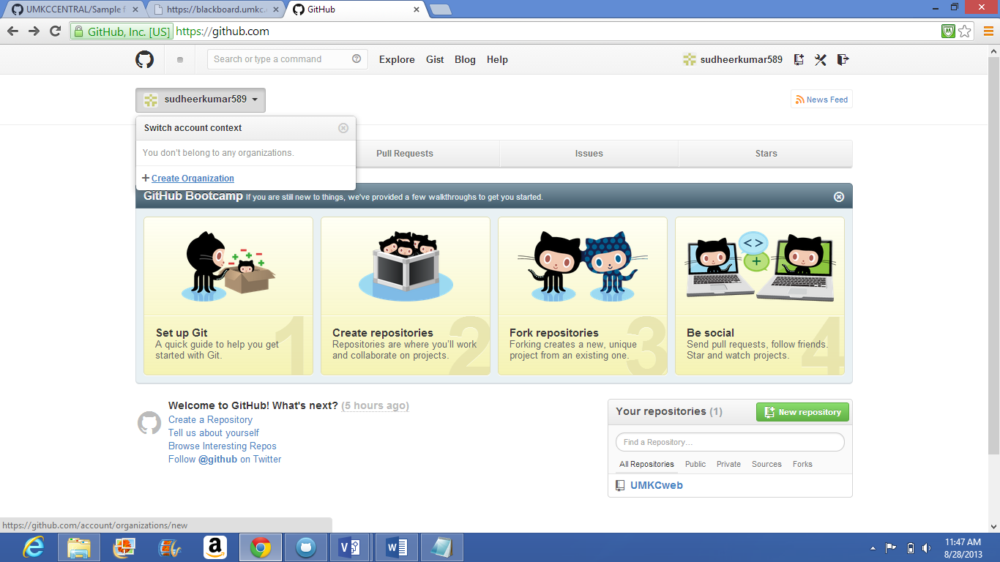 UMKCCENTRAL/Sample f
https://blackboard.umkc.
GitHub
GitHub, Inc. [US] https://github.com
Search or type a command
Explore Gist Blog Help
sudheerkumar589
sudheerkumar589
News Feed
Switch account context
You don't belong to any organizations.
Create Organization
Pull Requests
Issues
Stars
GitHub Bootcamp If you are still new to things, we've provided a few walkthroughs to get you started.
Set up Git
A quick guide to help you get
started with Git.
1
Create repositories
Repositories are where you'll work
and collaborate on projects.
2
Fork repositories
Forking creates a new, unique
project from an existing one.
3
Be social
Send pull requests, follow friends.
Star and watch projects.
4
Welcome to GitHub! What's next? (5 hours ago)
Create a Repository
Tell us about yourself
Browse Interesting Repos
Follow @github on Twitter
Your repositories (1)
New repository
Find a Repository...
All Repositories Public Private Sources Forks
UMKCweb
https://github.com/account/organizations/new
11:47 AM
8/28/2013